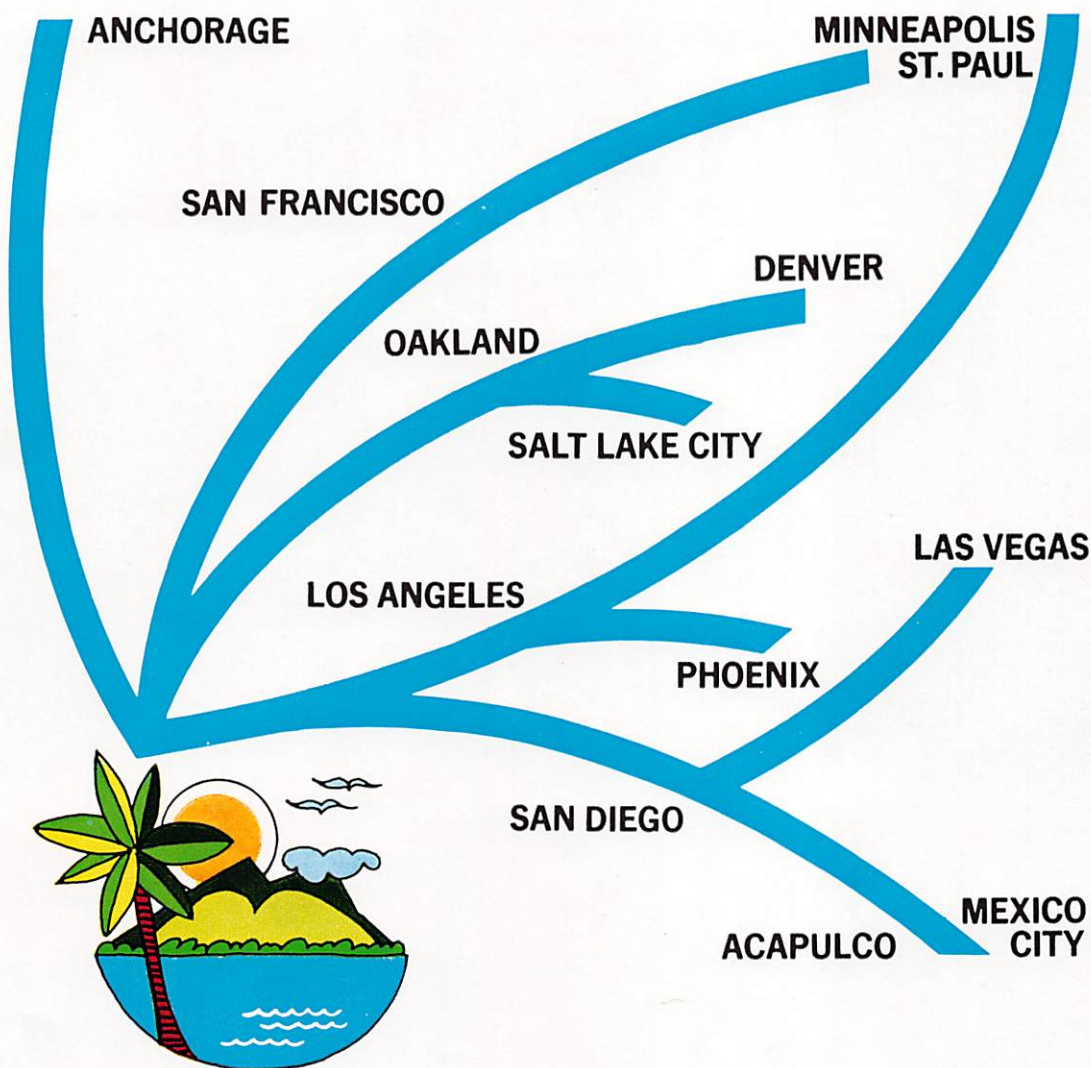 ANCHORAGE
MINNEAPOLIS
ST. PAUL
SAN FRANCISCO
DENVER
OAKLAND
SALT LAKE CITY
LAS VEGAS
LOS ANGELES
PHOENIX
SAN DIEGO
MEXICO
CITY
ACAPULCO